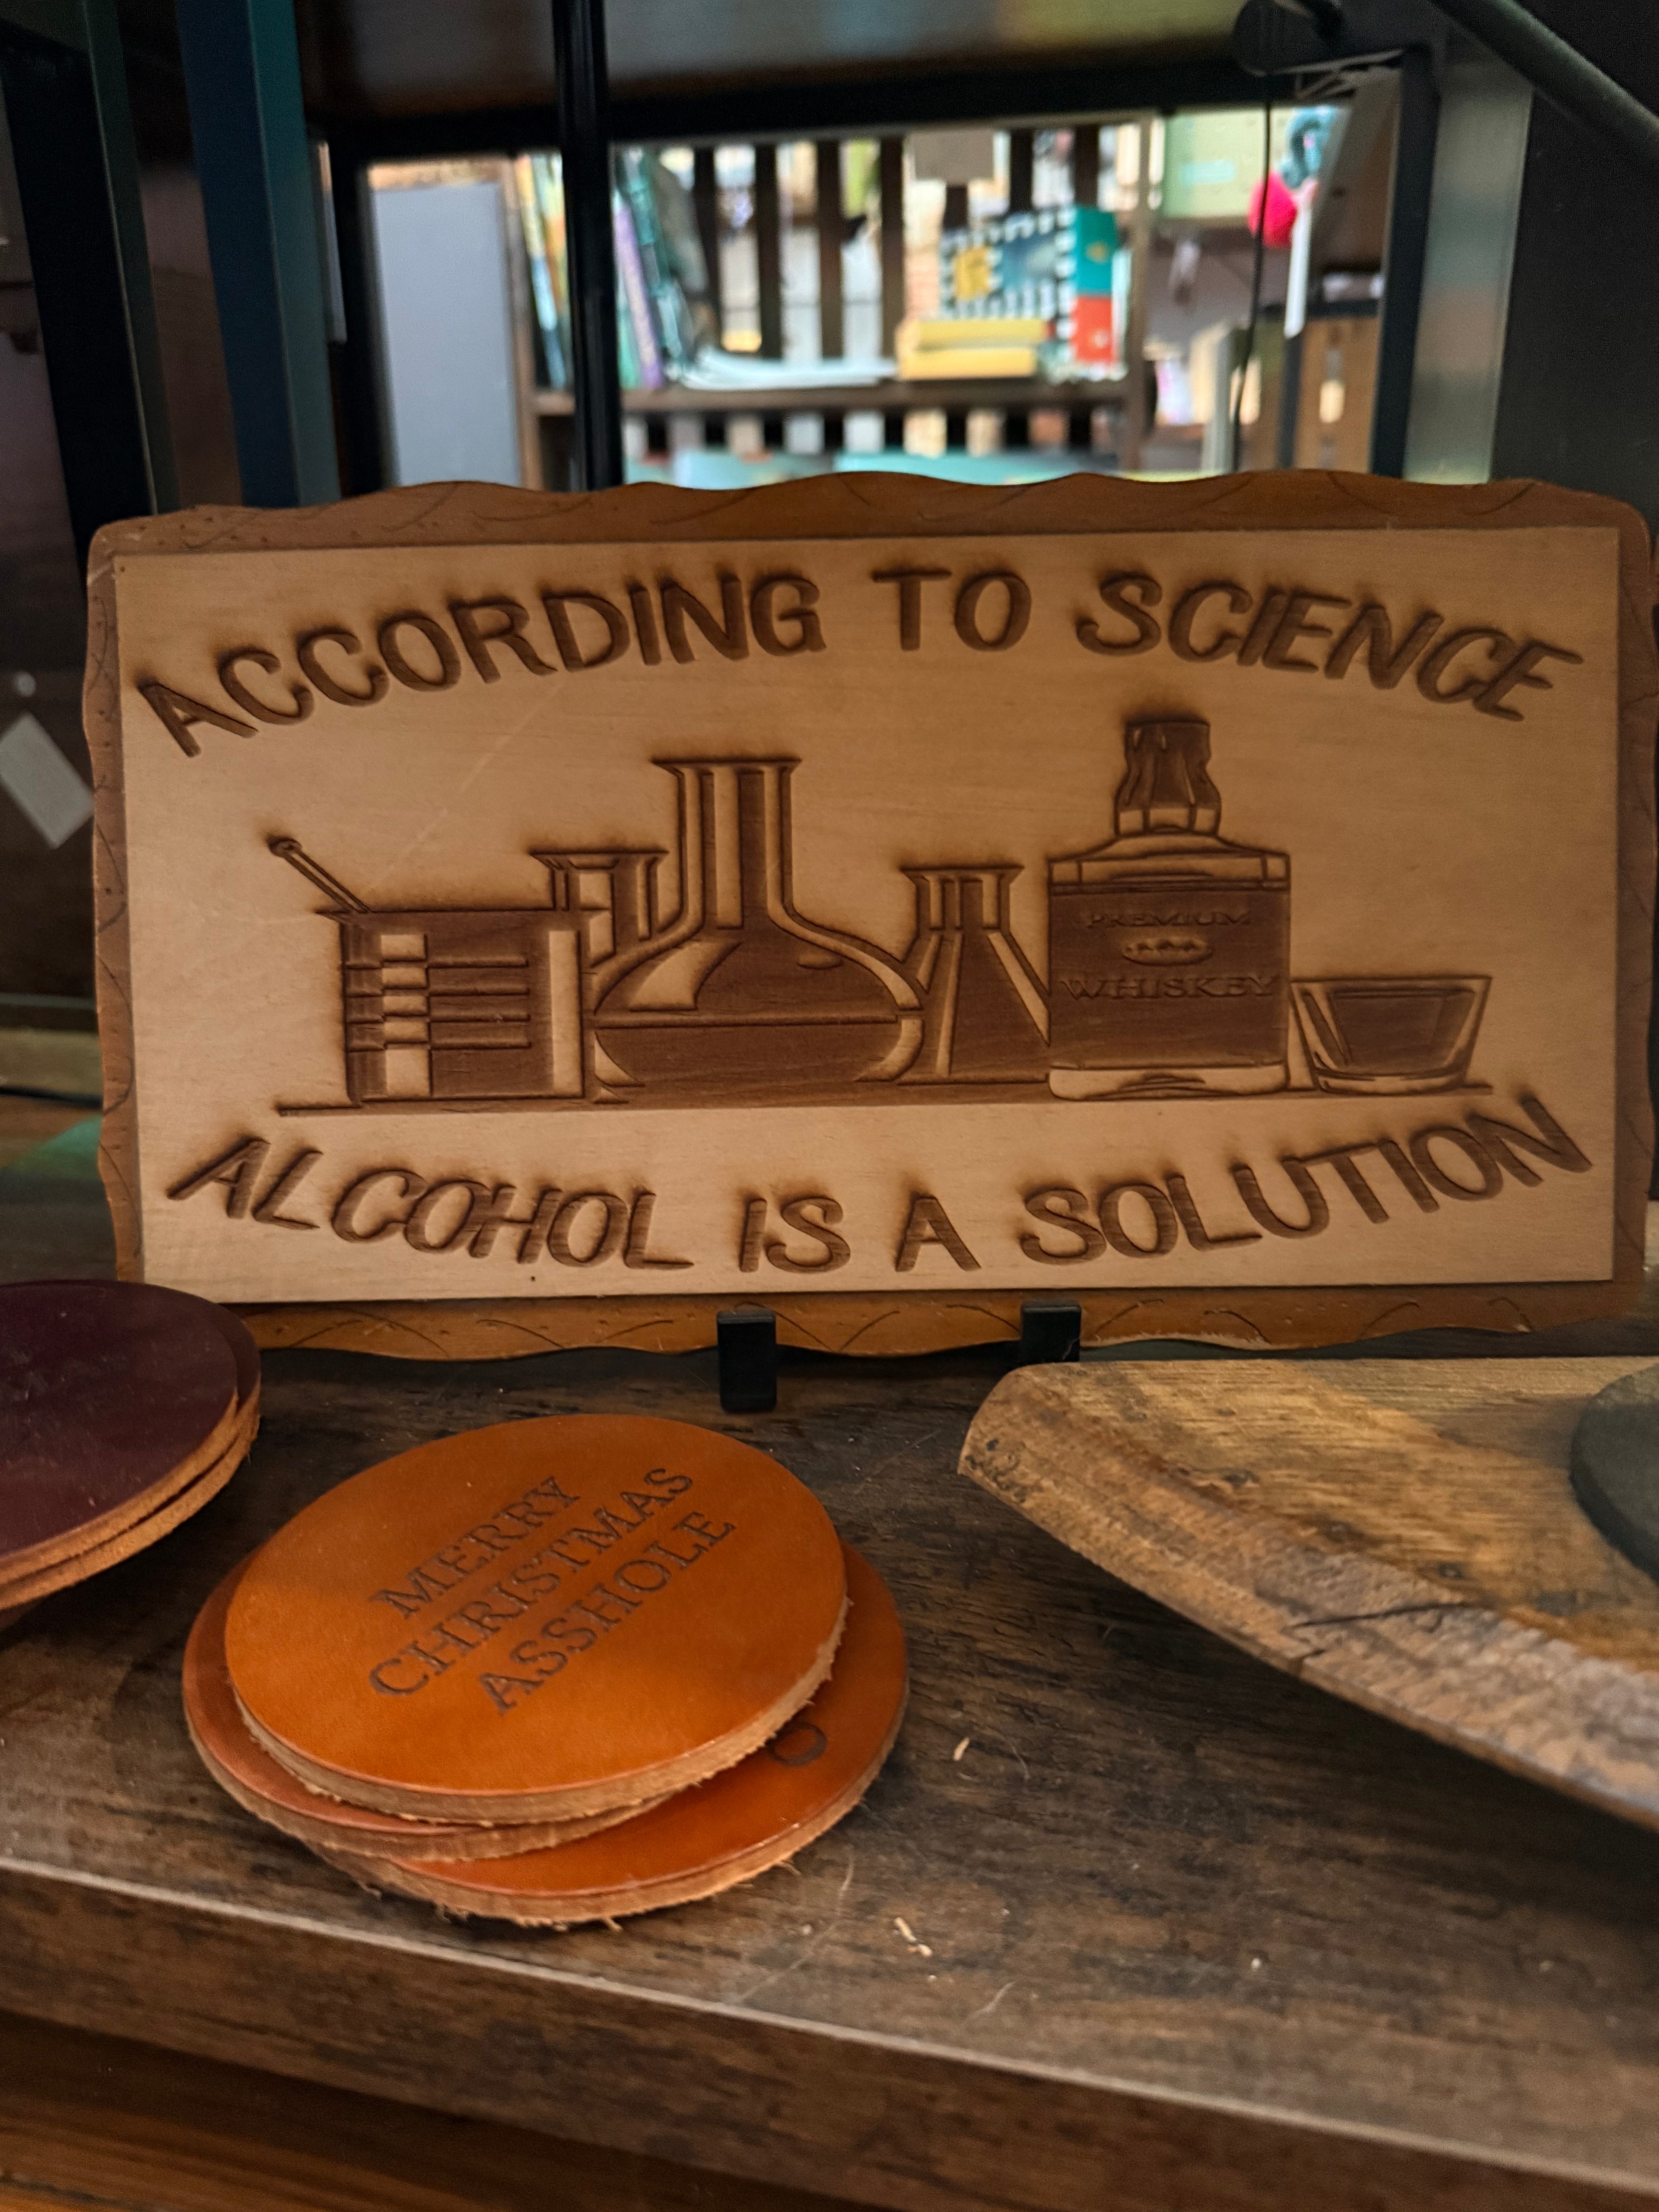 ACCORDING TO SCIENCE
PREMIUM
WHISKEY
ALCOHOL IS A SOLUTION
MERRY
CHRISTMAS
ASSHOLE
O